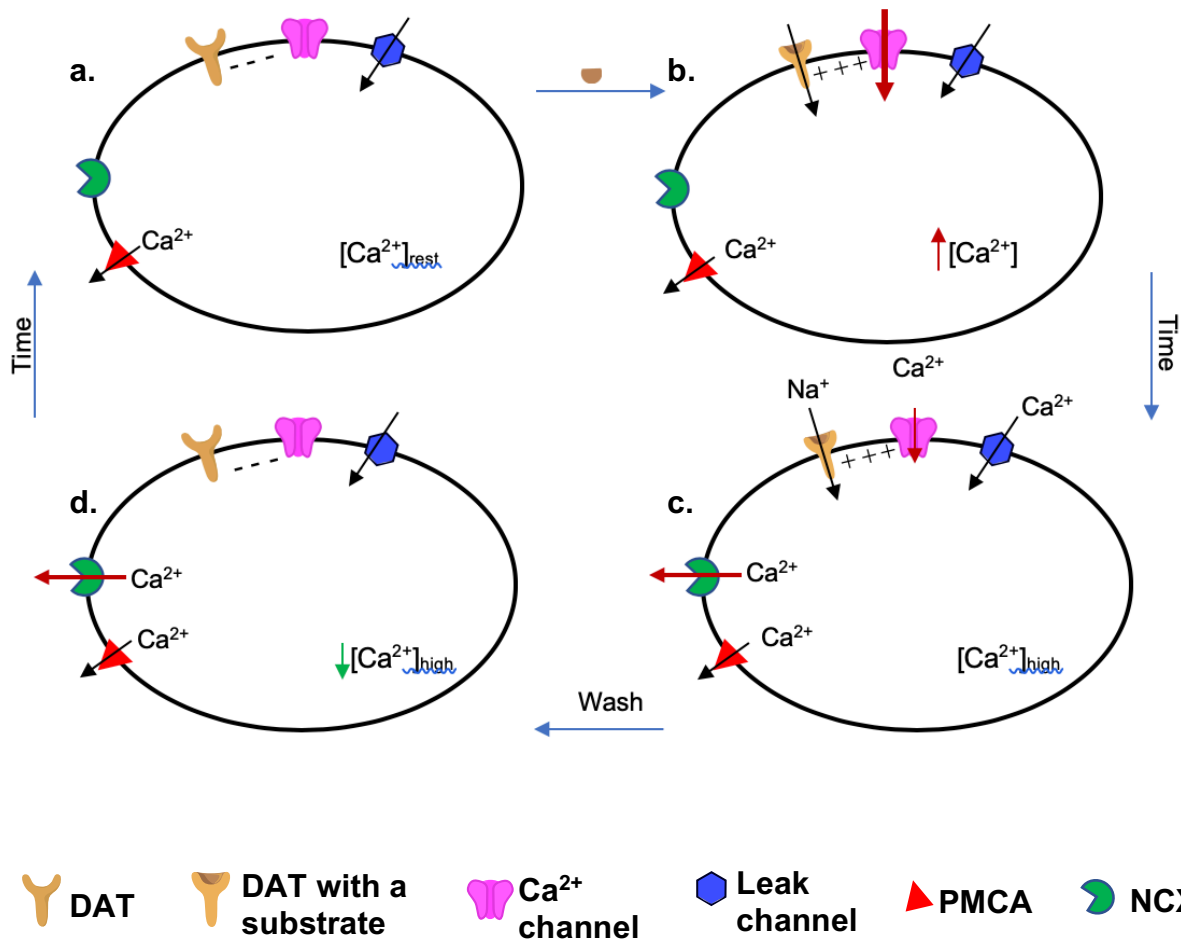 a.
- - -
Ca²⁺
[Ca²⁺]rest
b.
+++
Ca²⁺
[Ca²⁺]
Time
Time
d.
- - -
Ca²⁺
Ca²⁺
[Ca²⁺]high
Ca²⁺
Na⁺
Ca²⁺
+++
c.
Ca²⁺
Ca²⁺
[Ca²⁺]high
Wash
DAT
DAT with a
substrate
Ca²⁺
channel
Leak
channel
PMCA
NCX